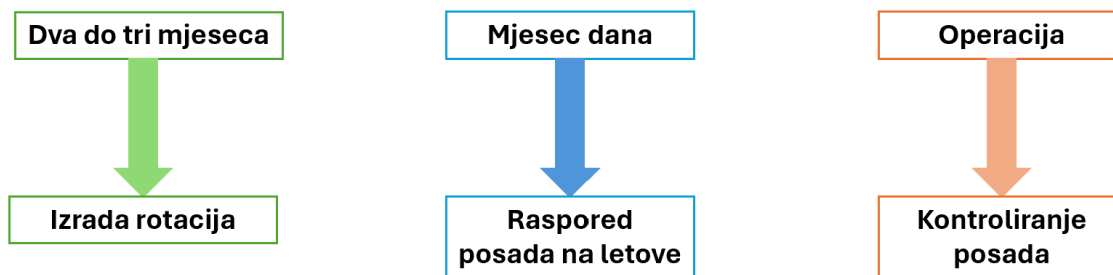 Dva do tri mjeseca
Mjesec dana
Operacija
Izrada rotacija
Raspored
posada na letove
Kontroliranje
posada